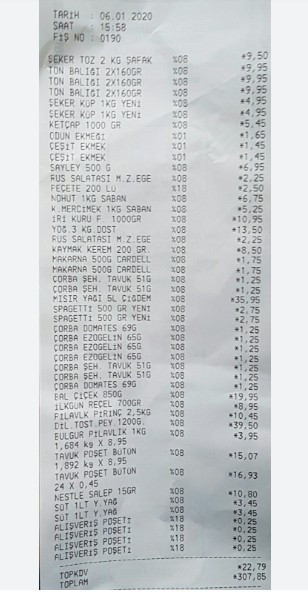 TARİH : 06.01.2020
SAAT : 15:58
FİŞ NO : 0190
ŞEKER TOZ 2 KG ŞAFAK %08 *9,50
TON BALIĞI 2X160GR %08 *9,95
TON BALIĞI 2X160GR %08 *9,95
TON BALIĞI 2X160GR %08 *9,95
ŞEKER KÜP 1KG YENİ %08 *4,95
ŞEKER KÜP 1KG YENİ %08 *4,95
KETÇAP 1000 GR %08 *5,45
ODUN EKMEĞİ %01 *1,65
ÇEŞİT EKMEK %01 *1,45
ÇEŞİT EKMEK %01 *1,45
SAYLEY 500 G %08 *6,95
RUS SALATASI M.Z.EGE %08 *2,25
PEÇETE 200 LÜ %18 *2,50
NOHUT 1KG SABAN %08 *6,75
K.MERCİMEK 1KG SABAN %08 *5,25
İRİ KURU F 1000GR %08 *10,95
YOĞ.3 KG.DOST %08 *13,50
RUS SALATASI M.Z.EGE %08 *2,25
KAYMAK KEREM 200 GR. %08 *8,50
MAKARNA 500G CARDELL %08 *1,75
MAKARNA 500G CARDELL %08 *1,75
ÇORBA ŞEH. TAVUK 51G %08 *1,25
ÇORBA ŞEH. TAVUK 51G %08 *1,25
MISIR YAĞI 5L ÇİĞDEM %08 *35,95
SPAGETTİ 500 GR YENİ %08 *2,75
SPAGETTİ 500 GR YENİ %08 *2,75
ÇORBA DOMATES 69G %08 *1,25
ÇORBA EZOGELİN 65G %08 *1,25
ÇORBA EZOGELİN 65G %08 *1,25
ÇORBA EZOGELİN 65G %08 *1,25
ÇORBA ŞEH. TAVUK 51G %08 *1,25
ÇORBA ŞEH. TAVUK 51G %08 *1,25
ÇORBA DOMATES 69G %08 *1,25
BAL ÇİÇEK 850G %08 *19,95
İLKGÜN REÇEL 700GR %08 *8,95
PİLAVLK PİRİNÇ 2,5KG %08 *10,45
DİL.TOST.PEY.1200G. %08 *39,50
BULGUR PİLAVLIK 1KG %08 *3,95
1,684 kg X 8,95
TAVUK POŞET BÜTÜN %08 *15,07
1,892 kg X 8,95
TAVUK POŞET BÜTÜN %08 *16,93
24 X 0,45
NESTLE SALEP 15GR %08 *10,80
SÜT 1LT Y.YAĞ %08 *3,45
SÜT 1LT Y.YAĞ %08 *3,45
ALIŞVERİŞ POŞETİ %18 *0,25
ALIŞVERİŞ POŞETİ %18 *0,25
ALIŞVERİŞ POŞETİ %18 *0,25
ALIŞVERİŞ POŞETİ %18 *0,25
TOPKDV *22,79
TOPLAM *307,85